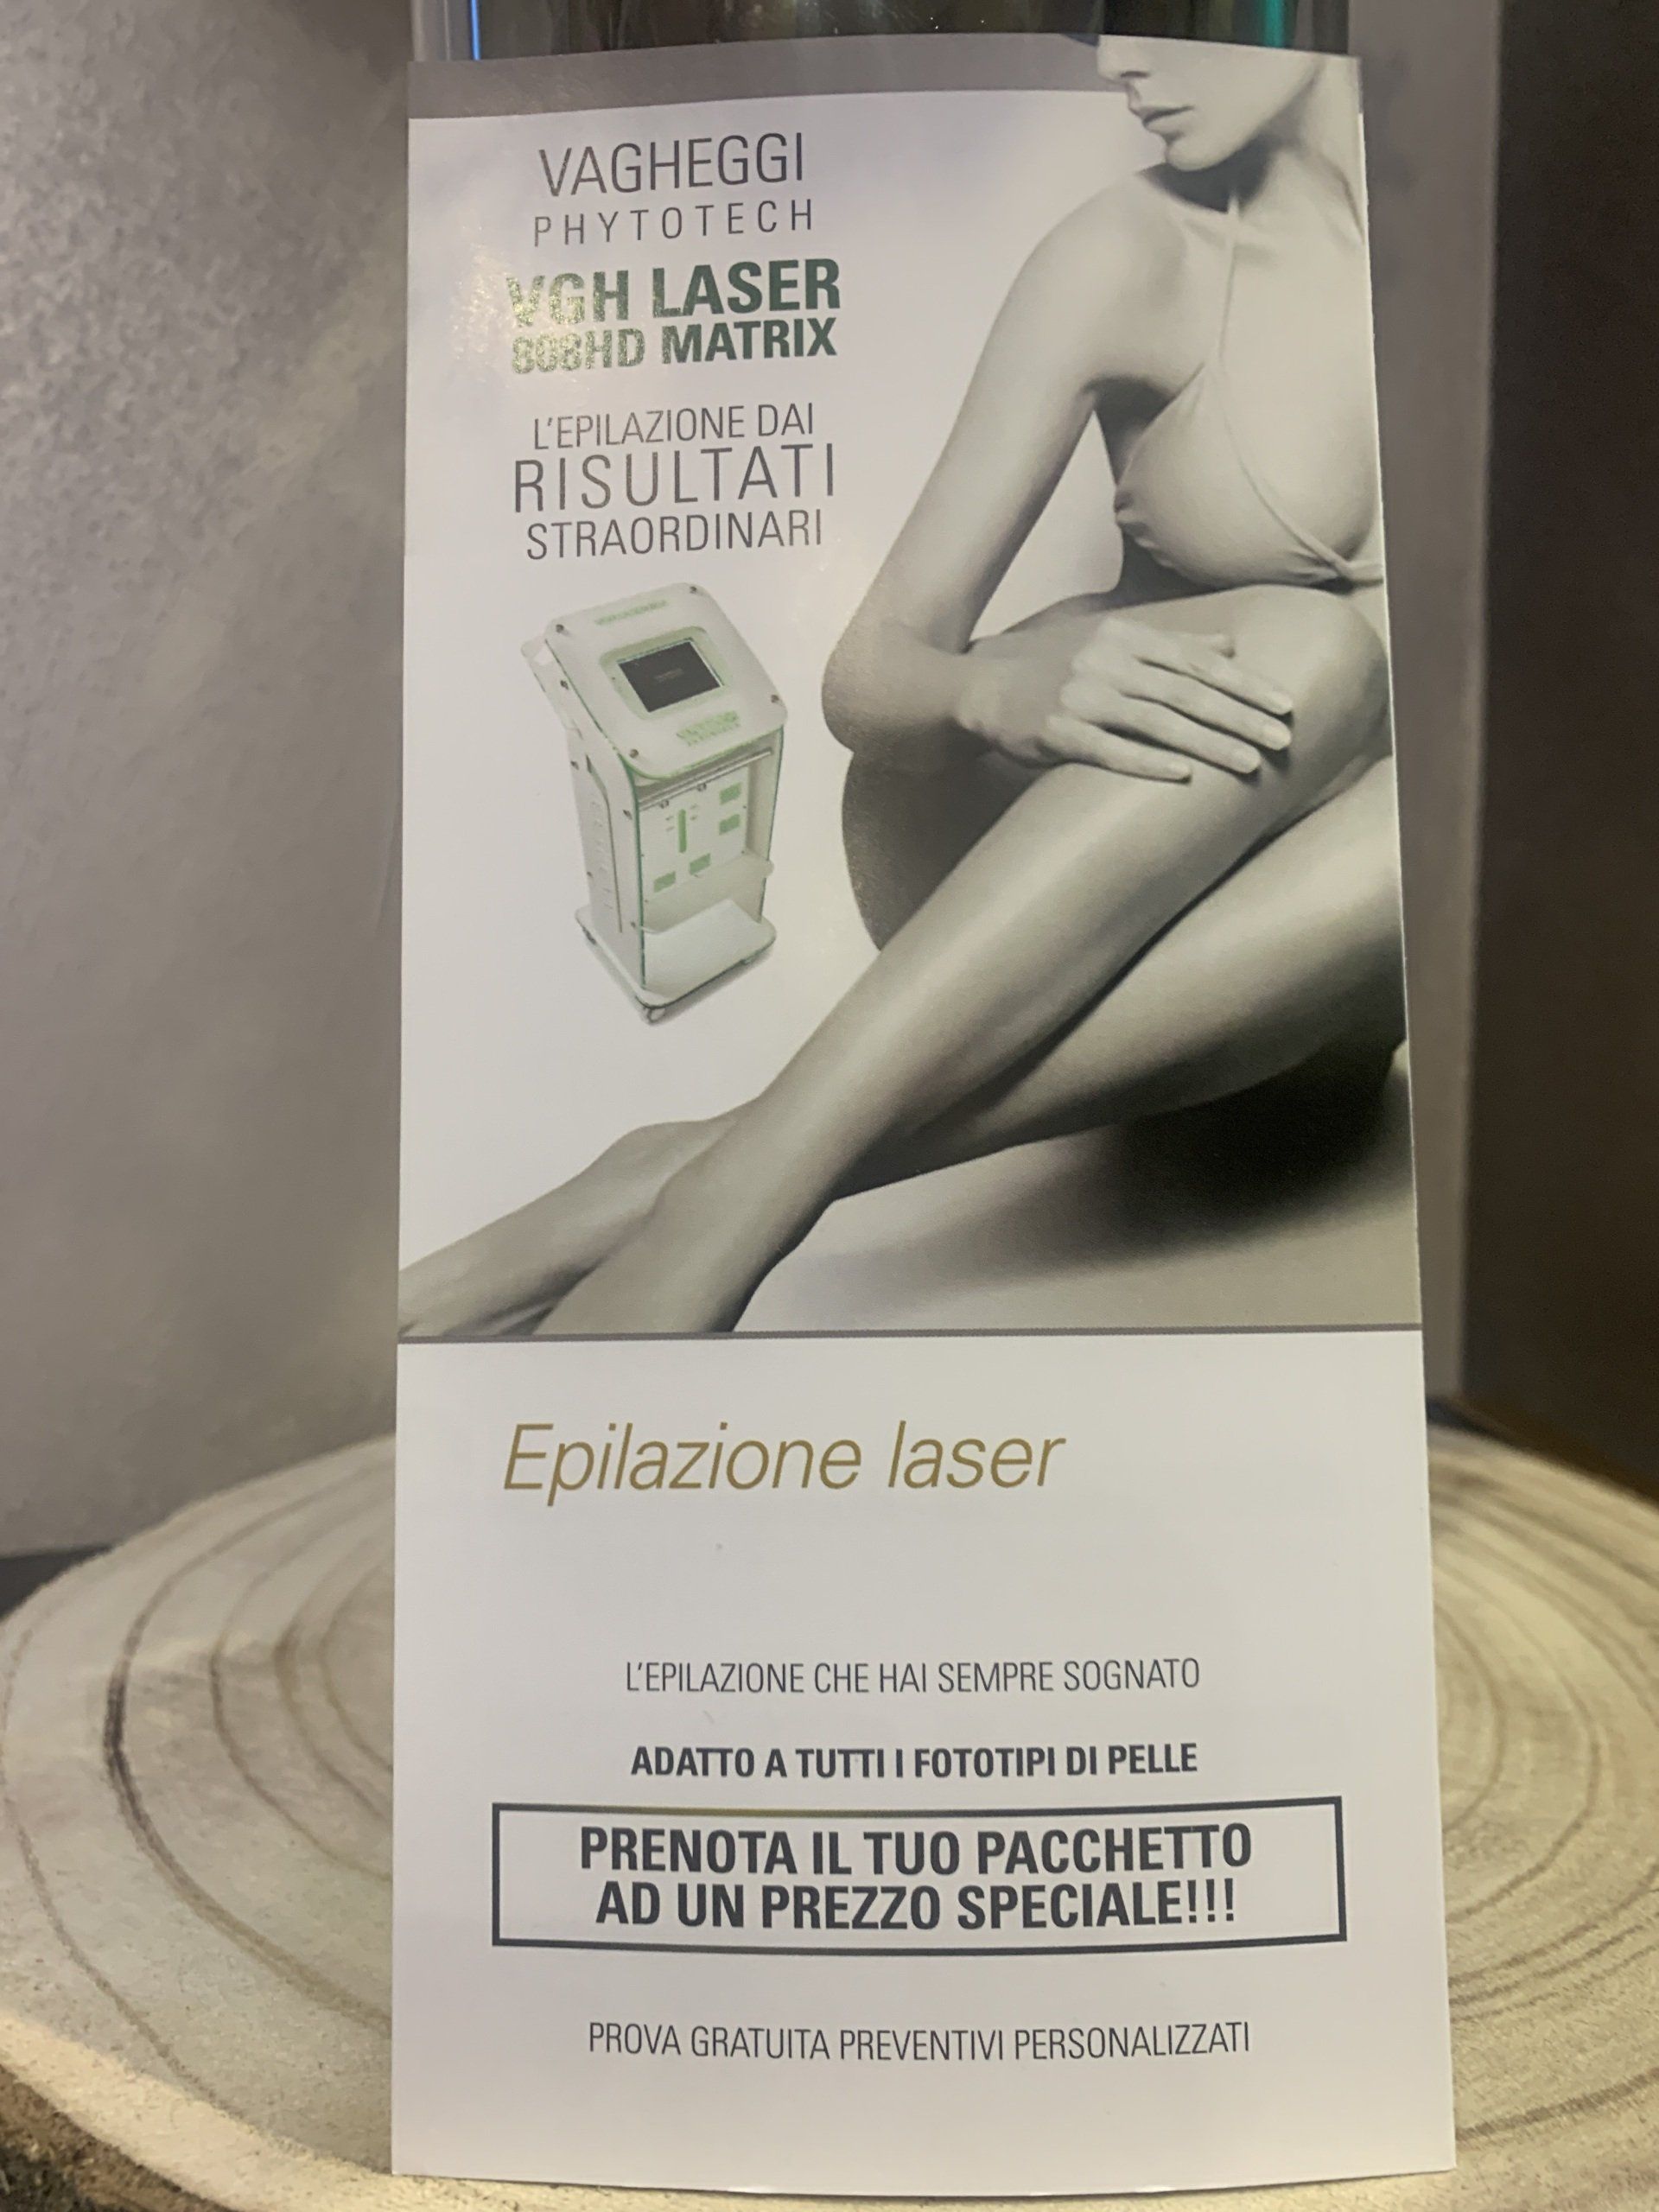 VAGHEGGI
PHYTOTECH
VGH LASER
808HD MATRIX
L'EPILAZIONE DAI
RISULTATI
STRAORDINARI
Epilazione laser
L'EPILAZIONE CHE HAI SEMPRE SOGNATO
ADATTO A TUTTI I FOTOTIPI DI PELLE
PRENOTA IL TUO PACCHETTO
AD UN PREZZO SPECIALE!!!
PROVA GRATUITA PREVENTIVI PERSONALIZZATI